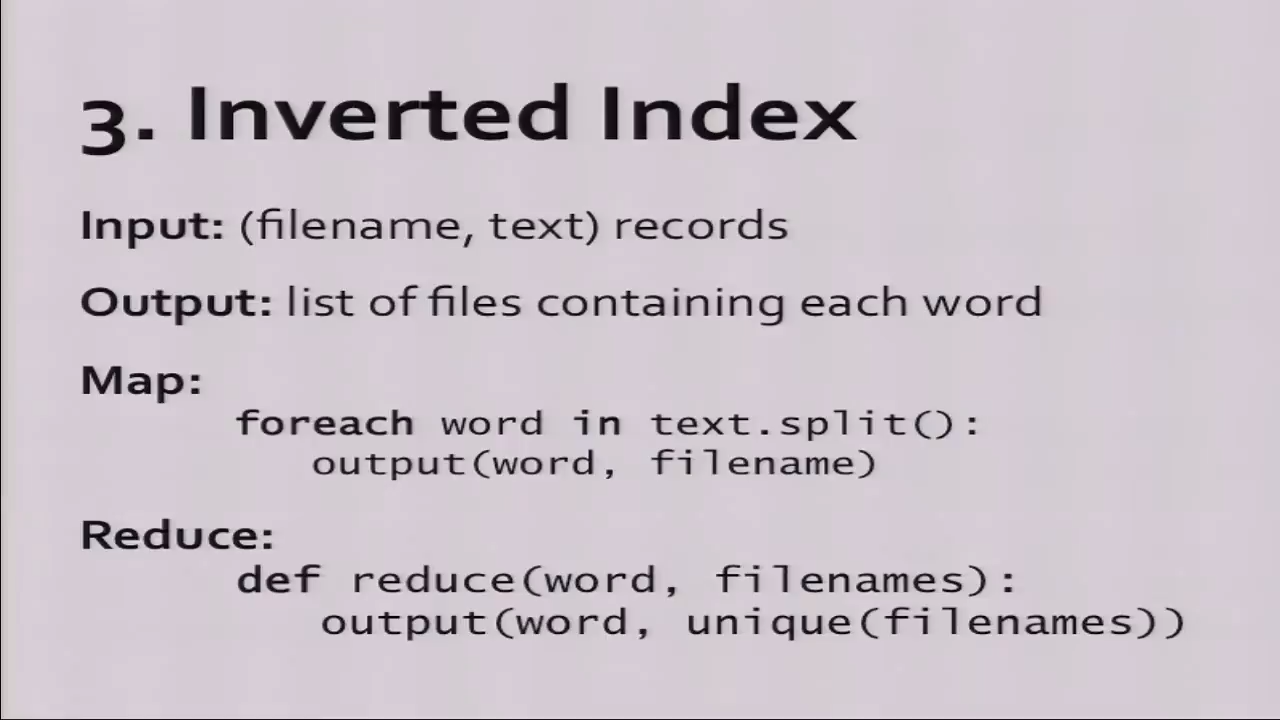 3. Inverted Index
Input: (filename, text) records
Output: list of files containing each word
Map:
foreach word in text.split():
output(word, filename)
Reduce:
def reduce(word, filenames):
output(word, unique(filenames))